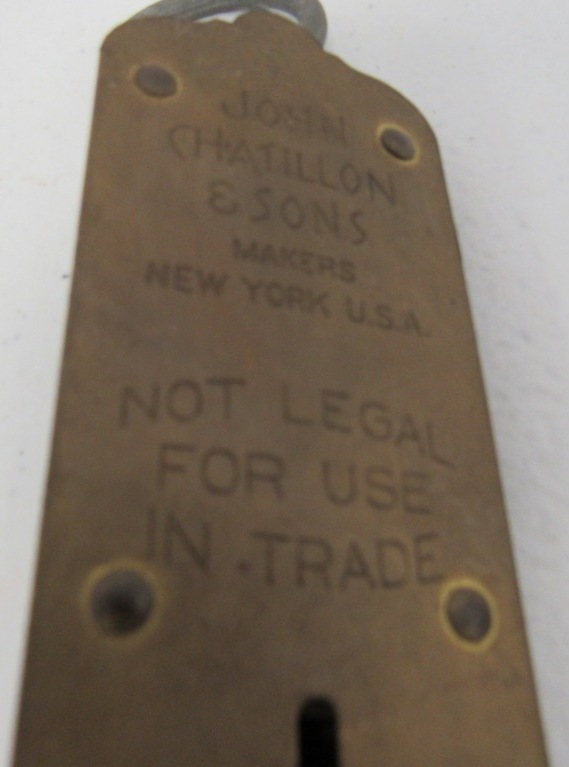 JOHN
CHATILLON
& SONS
MAKERS
NEW YORK U.S.A.
NOT LEGAL
FOR USE
IN TRADE